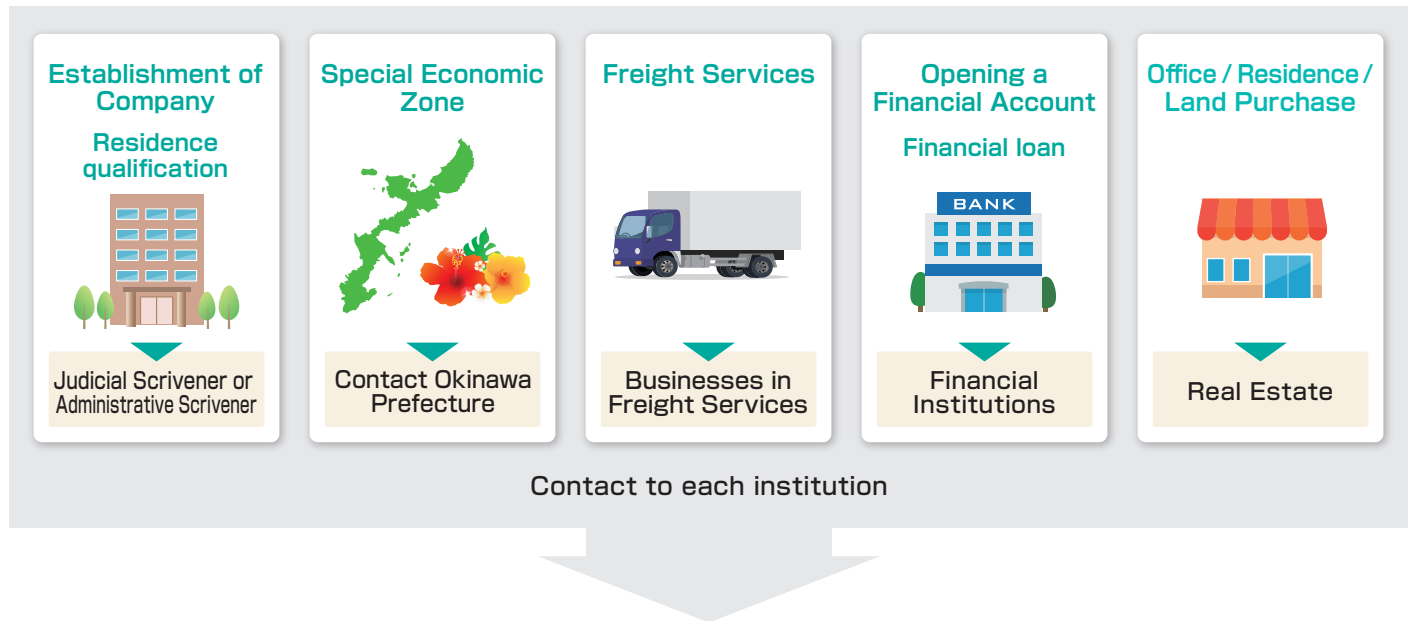 Establishment of
Company
Residence
qualification
Judicial Scrivener or
Administrative Scrivener
Special Economic
Zone
Contact Okinawa
Prefecture
Freight Services
Businesses in
Freight Services
Opening a
Financial Account
Financial loan
BANK
Financial
Institutions
Office / Residence /
Land Purchase
Real Estate
Contact to each institution